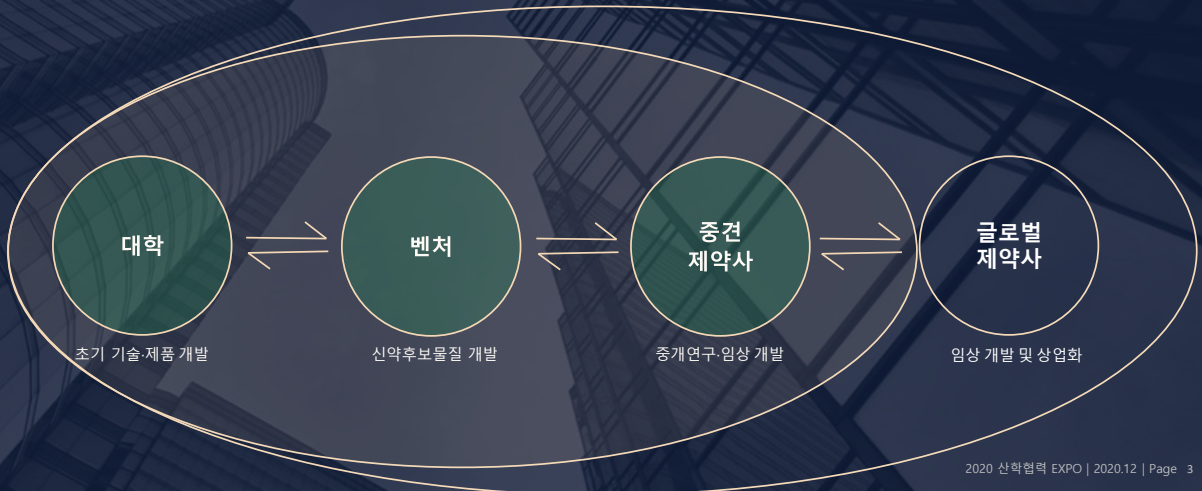 대학
벤처
중견
제약사
글로벌
제약사
초기 기술·제품 개발
신약후보물질 개발
중개연구·임상 개발
임상 개발 및 상업화
2020 산학협력 EXPO | 2020.12 | Page 3